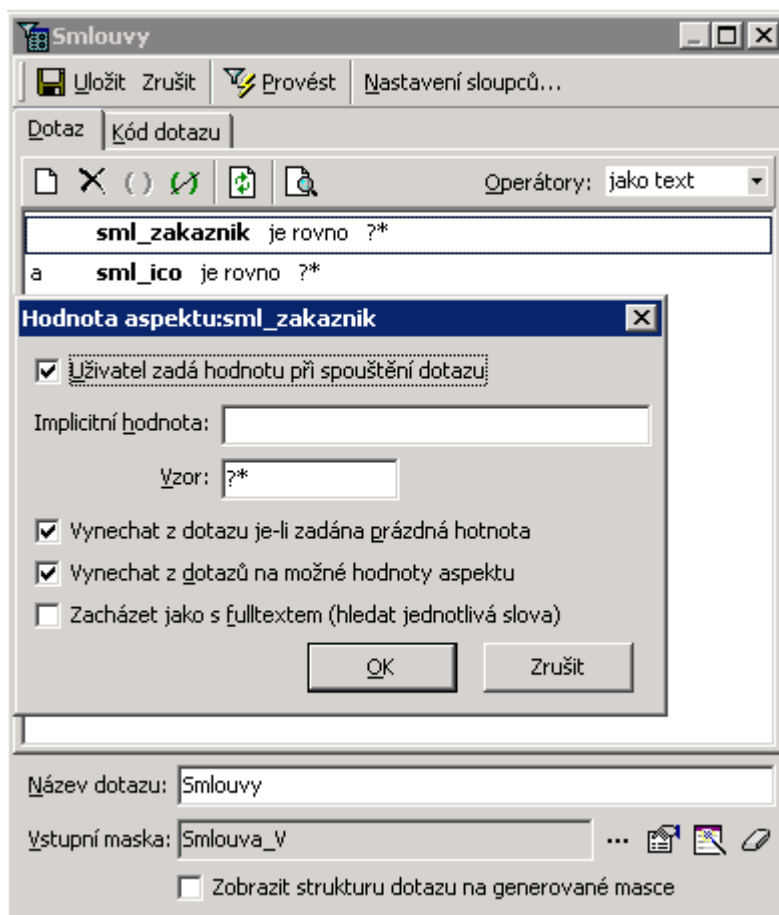 Smlouvy
Uložit Zrušit Provést Nastavení sloupců...
Dotaz Kód dotazu
Operátory: jako text
sml_zakaznik je rovno ?*
a sml_ico je rovno ?*
Hodnota aspektu:sml_zakaznik
Uživatel zadá hodnotu při spouštění dotazu
Implicitní hodnota:
Vzor: ?*
Vynechat z dotazu je-li zadána prázdná hotnota
Vynechat z dotazů na možné hodnoty aspektu
Zacházet jako s fulltextem (hledat jednotlivá slova)
OK Zrušit
Název dotazu: Smlouvy
Vstupní maska: Smlouva_V ...
Zobrazit strukturu dotazu na generované masce